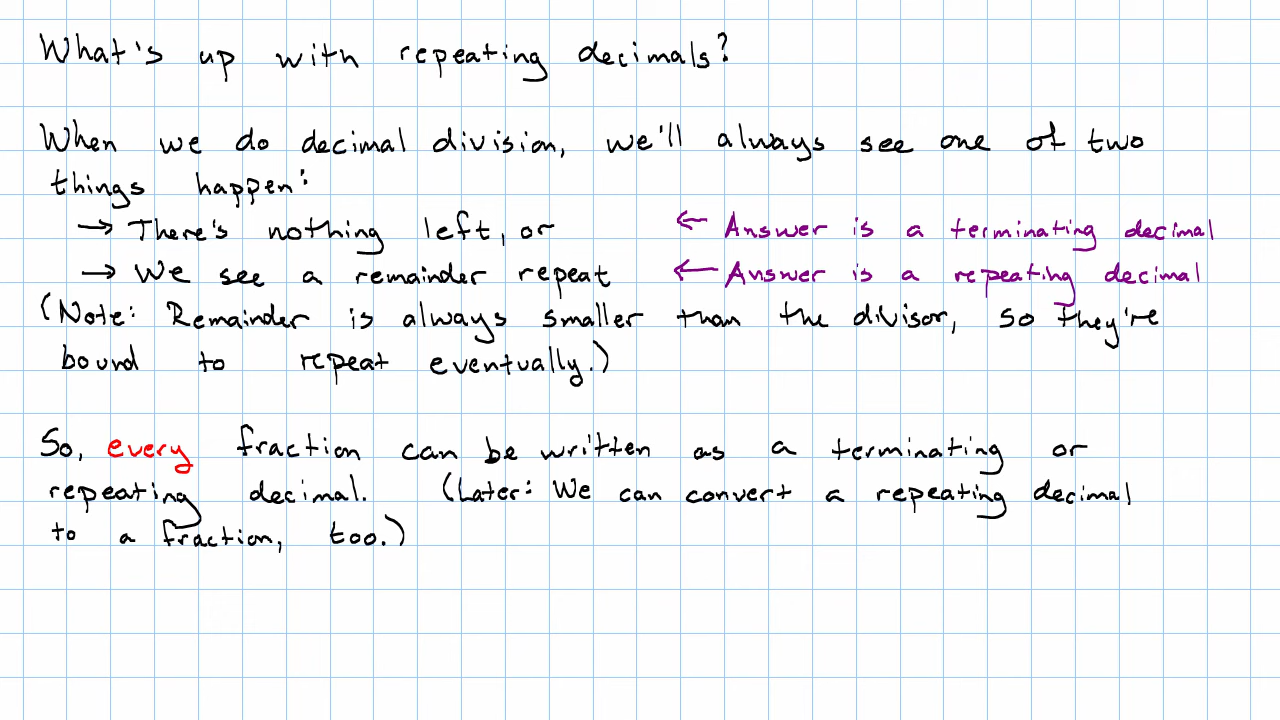 What's up with repeating decimals?
When we do decimal division, we'll always see one of two
things happen:
→ There's nothing left, or ← Answer is a terminating decimal
→ We see a remainder repeat ← Answer is a repeating decimal
(Note: Remainder is always smaller than the divisor, so they're
bound to repeat eventually.)
So, every fraction can be written as a terminating or
repeating decimal. (Later: We can convert a repeating decimal
to a fraction, too.)